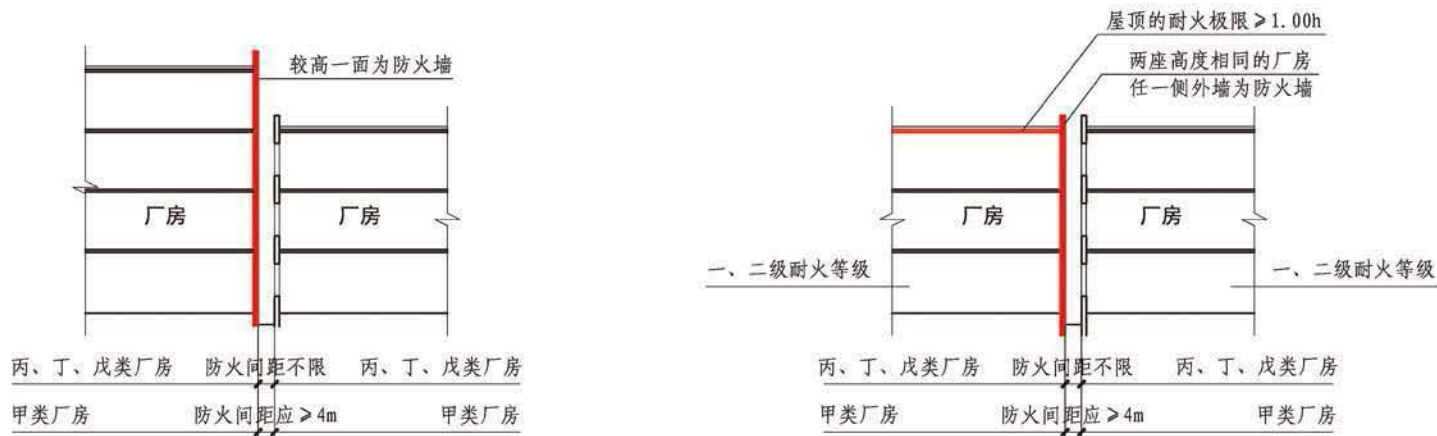 较高一面为防火墙
厂房
厂房
丙、丁、戊类厂房 防火间距不限 丙、丁、戊类厂房
甲类厂房 防火间距应≥4m 甲类厂房
屋顶的耐火极限≥1.00h
两座高度相同的厂房
任一侧外墙为防火墙
厂房
厂房
一、二级耐火等级
一、二级耐火等级
丙、丁、戊类厂房 防火间距不限 丙、丁、戊类厂房
甲类厂房 防火间距应≥4m 甲类厂房